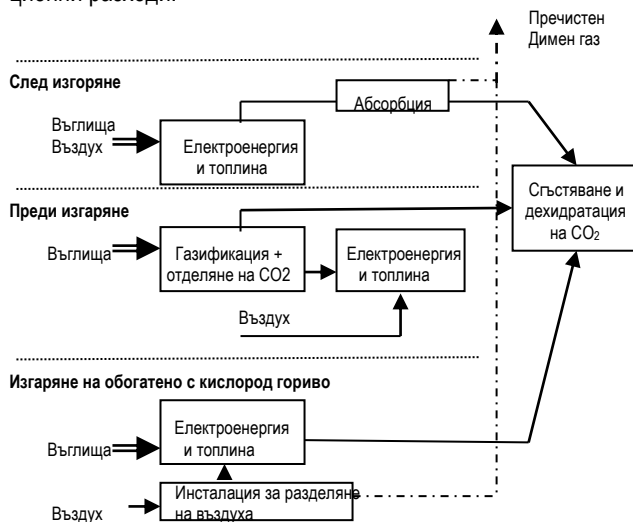 ционни разходи.
Пречистен
Димен газ
След изгоряне
Абсорбция
Въглища
Въздух
Електроенергия
и топлина
Сгъстяване и
дехидратация
на CO₂
Преди изгаряне
Въглища
Газификация +
отделяне на CO2
Електроенергия
и топлина
Въздух
Изгаряне на обогатено с кислород гориво
Въглища
Електроенергия
и топлина
Инсталация за разделяне
на въздуха
Въздух